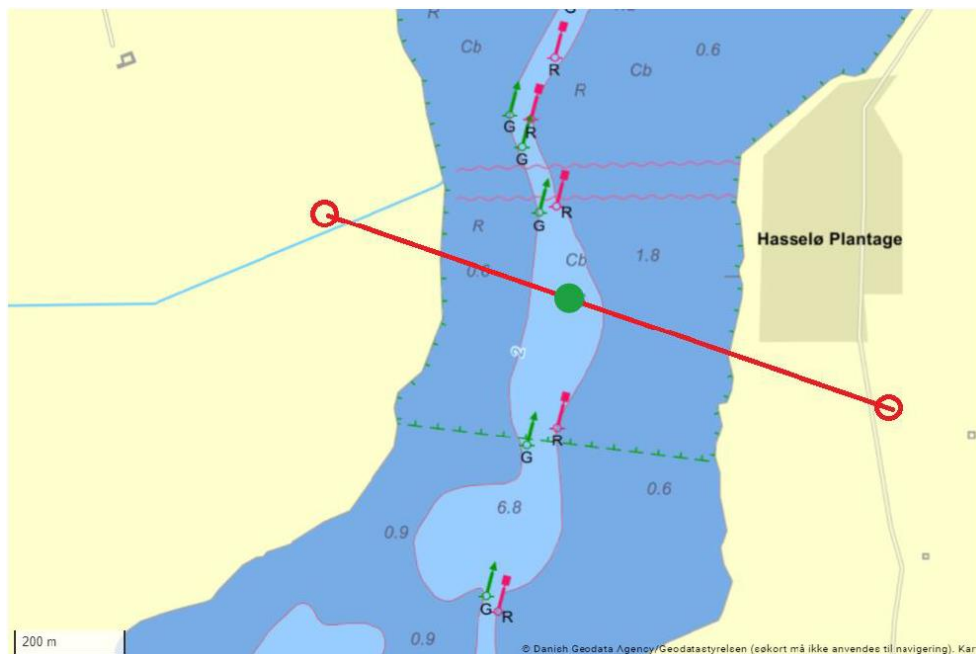 R
Cb
0.6
R
Cb
R
G
R
G
G
R
R
Hasselø Plantage
Cb
1.8
0.6
2
R
G
0.6
6.8
0.9
G
R
200 m
0.9
© Danish Geodata Agency/Geodatastyrelsen (søkort må ikke anvendes til navigering). Kar